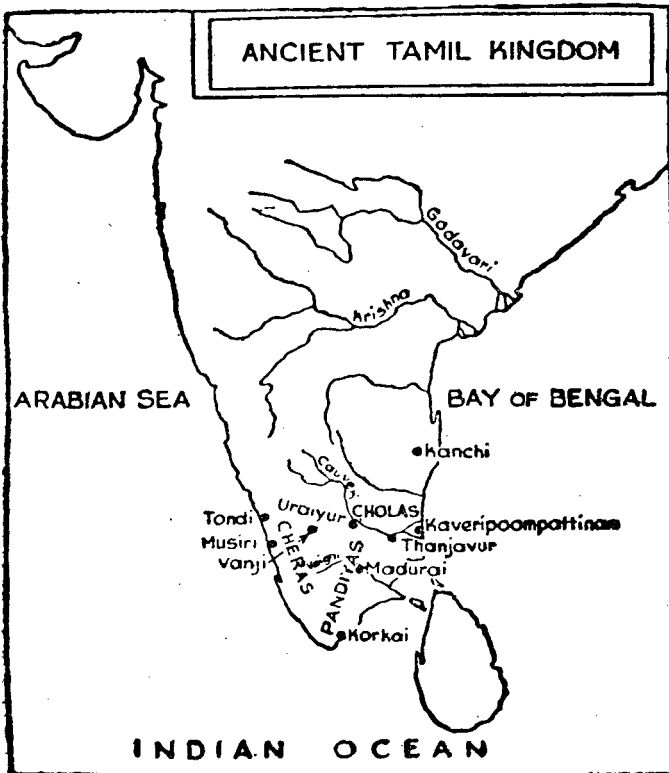 ANCIENT TAMIL KINGDOM
Godavari
Krishna
ARABIAN SEA
BAY OF BENGAL
Kanchi
Cauvery
Uraiyur
CHOLAS
Tondi
Kaveripoompattinam
Musiri
CHERAS
Thanjavur
Vanji
PANDIYAS
Madurai
Korkai
INDIAN OCEAN